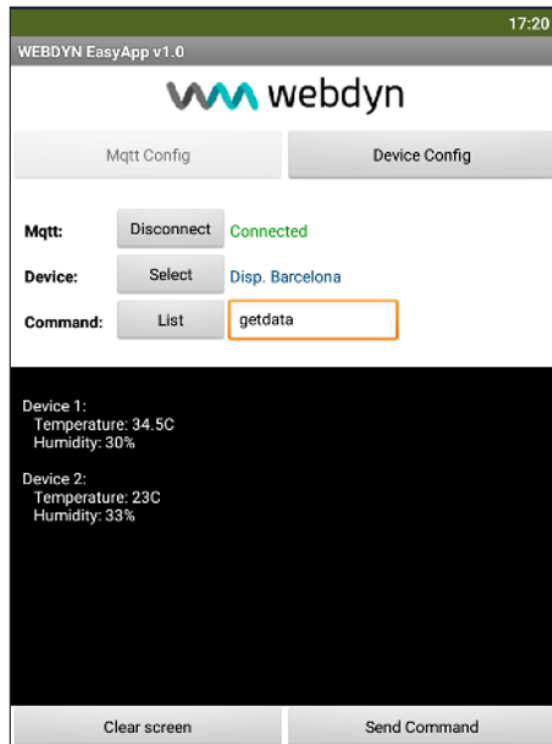 17:20
WEBDYN EasyApp v1.0
webdyn
Mqtt Config Device Config
Mqtt: Disconnect Connected
Device: Select Disp. Barcelona
Command: List getdata
Device 1:
Temperature: 34.5C
Humidity: 30%
Device 2:
Temperature: 23C
Humidity: 33%
Clear screen Send Command